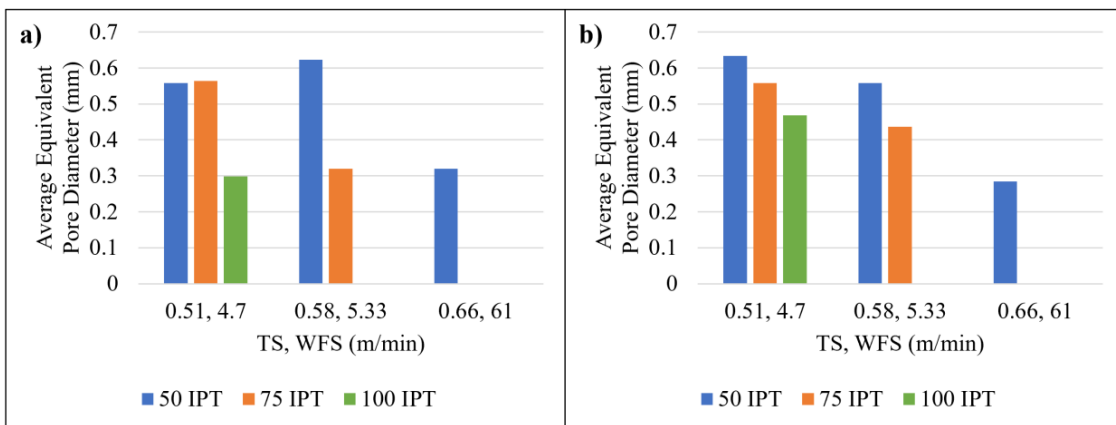 a)
Average Equivalent
Pore Diameter (mm)
0.7
0.6
0.5
0.4
0.3
0.2
0.1
0
0.51, 4.7 0.58, 5.33 0.66, 61
TS, WFS (m/min)
50 IPT 75 IPT 100 IPT
b)
Average Equivalent
Pore Diameter (mm)
0.7
0.6
0.5
0.4
0.3
0.2
0.1
0
0.51, 4.7 0.58, 5.33 0.66, 61
TS, WFS (m/min)
50 IPT 75 IPT 100 IPT